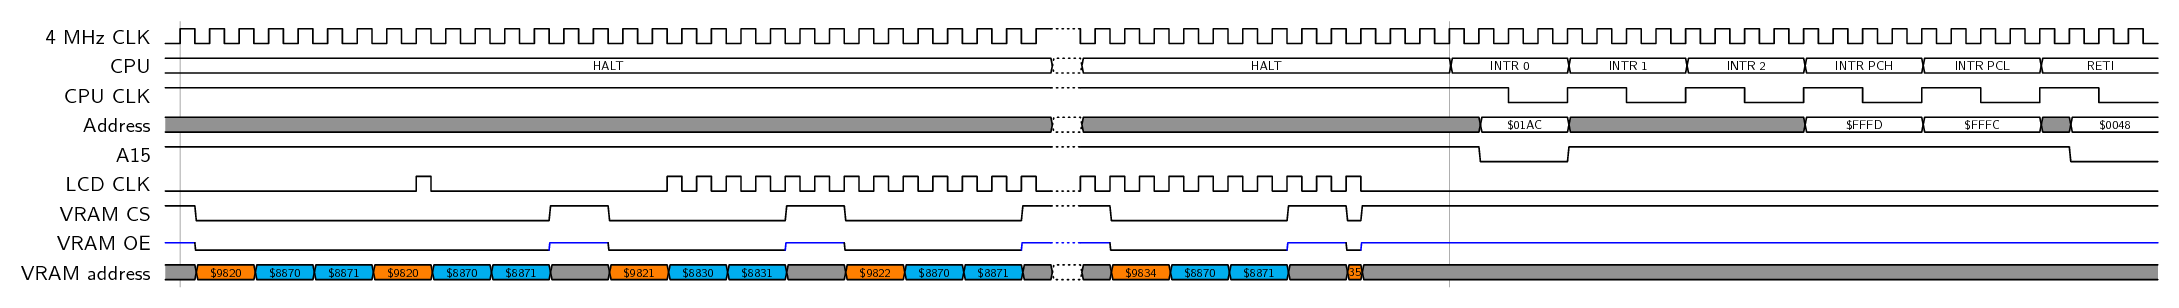 4 MHz CLK
CPU HALT HALT INTR 0 INTR 1 INTR 2 INTR PCH INTR PCL RETI
CPU CLK
Address $01AC $FFFD $FFFC $0048
A15
LCD CLK
VRAM CS
VRAM OE
VRAM address $9820 $8870 $8871 $9820 $8870 $8871 $9821 $8830 $8831 $9822 $8870 $8871 $9834 $8870 $8871 35